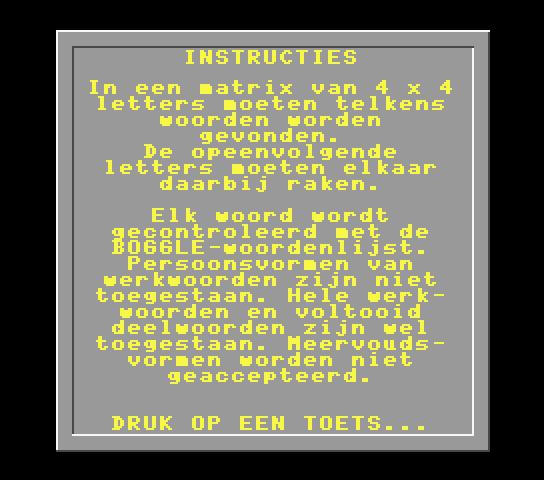 INSTRUCTIES
In een matrix van 4 x 4
letters moeten telkens
woorden worden
gevonden.
De opeenvolgende
letters moeten elkaar
daarbij raken.
Elk woord wordt
gecontroleerd met de
BOGGLE-woordenlijst.
Persoonsvormen van
werkwoorden zijn niet
toegestaan. Hele werk-
woorden en voltooid
deelwoorden zijn wel
toegestaan. Meervouds-
vormen worden niet
geaccepteerd.
DRUK OP EEN TOETS...